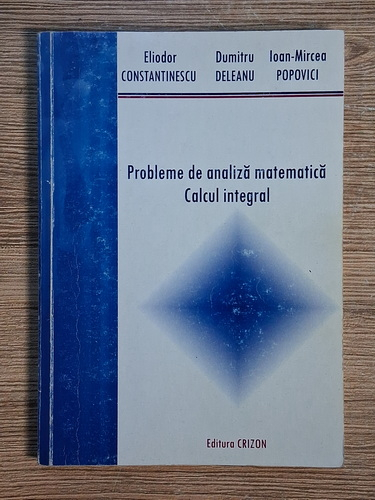 Eliodor CONSTANTINESCU
Dumitru DELEANU
Ioan-Mircea POPOVICI
Probleme de analiză matematică
Calcul integral
Editura CRIZON